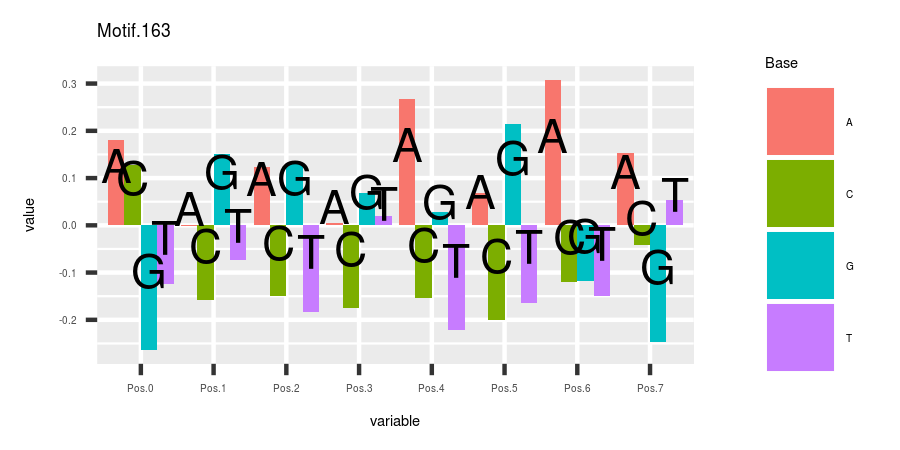 Motif.163
Base
0.3
0.2
0.1
0.0
-0.1
-0.2
value
A C G T A C G T A C G T A C G T A C G T A C G T A C G T A C G T
Pos.0 Pos.1 Pos.2 Pos.3 Pos.4 Pos.5 Pos.6 Pos.7
variable
A
C
G
T